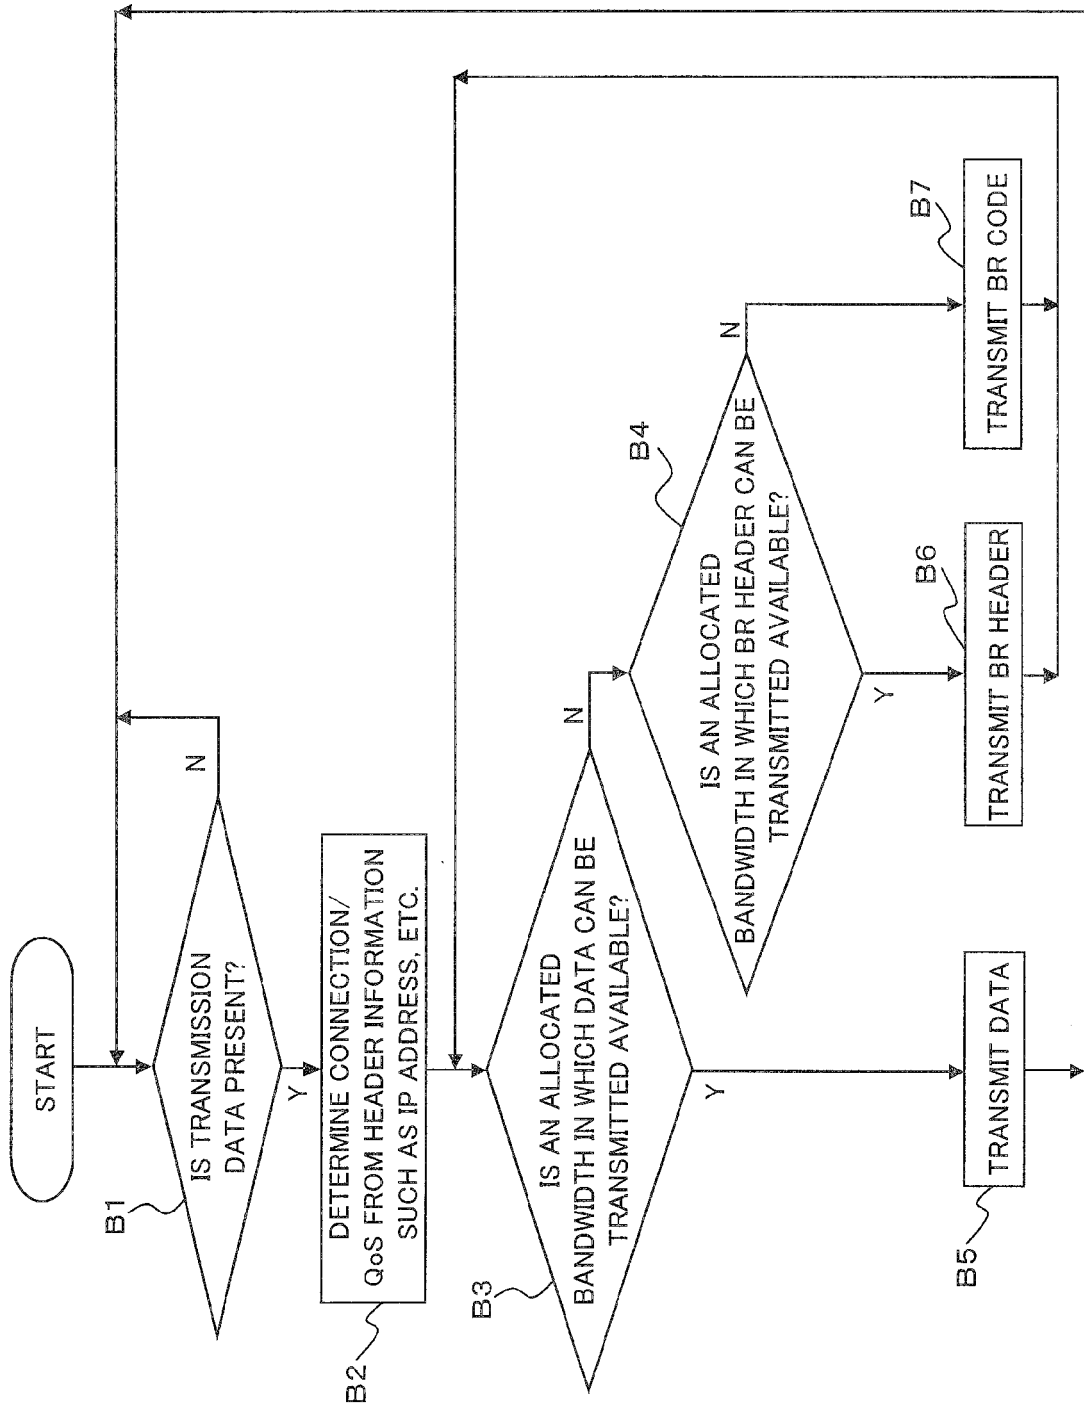 START
B1
IS TRANSMISSION
DATA PRESENT?
N
Y
B2
DETERMINE CONNECTION/
QoS FROM HEADER INFORMATION
SUCH AS IP ADDRESS, ETC.
B3
IS AN ALLOCATED
BANDWIDTH IN WHICH DATA CAN BE
TRANSMITTED AVAILABLE?
N
Y
B4
IS AN ALLOCATED
BANDWIDTH IN WHICH BR HEADER CAN BE
TRANSMITTED AVAILABLE?
N
Y
B5
TRANSMIT DATA
B6
TRANSMIT BR HEADER
B7
TRANSMIT BR CODE